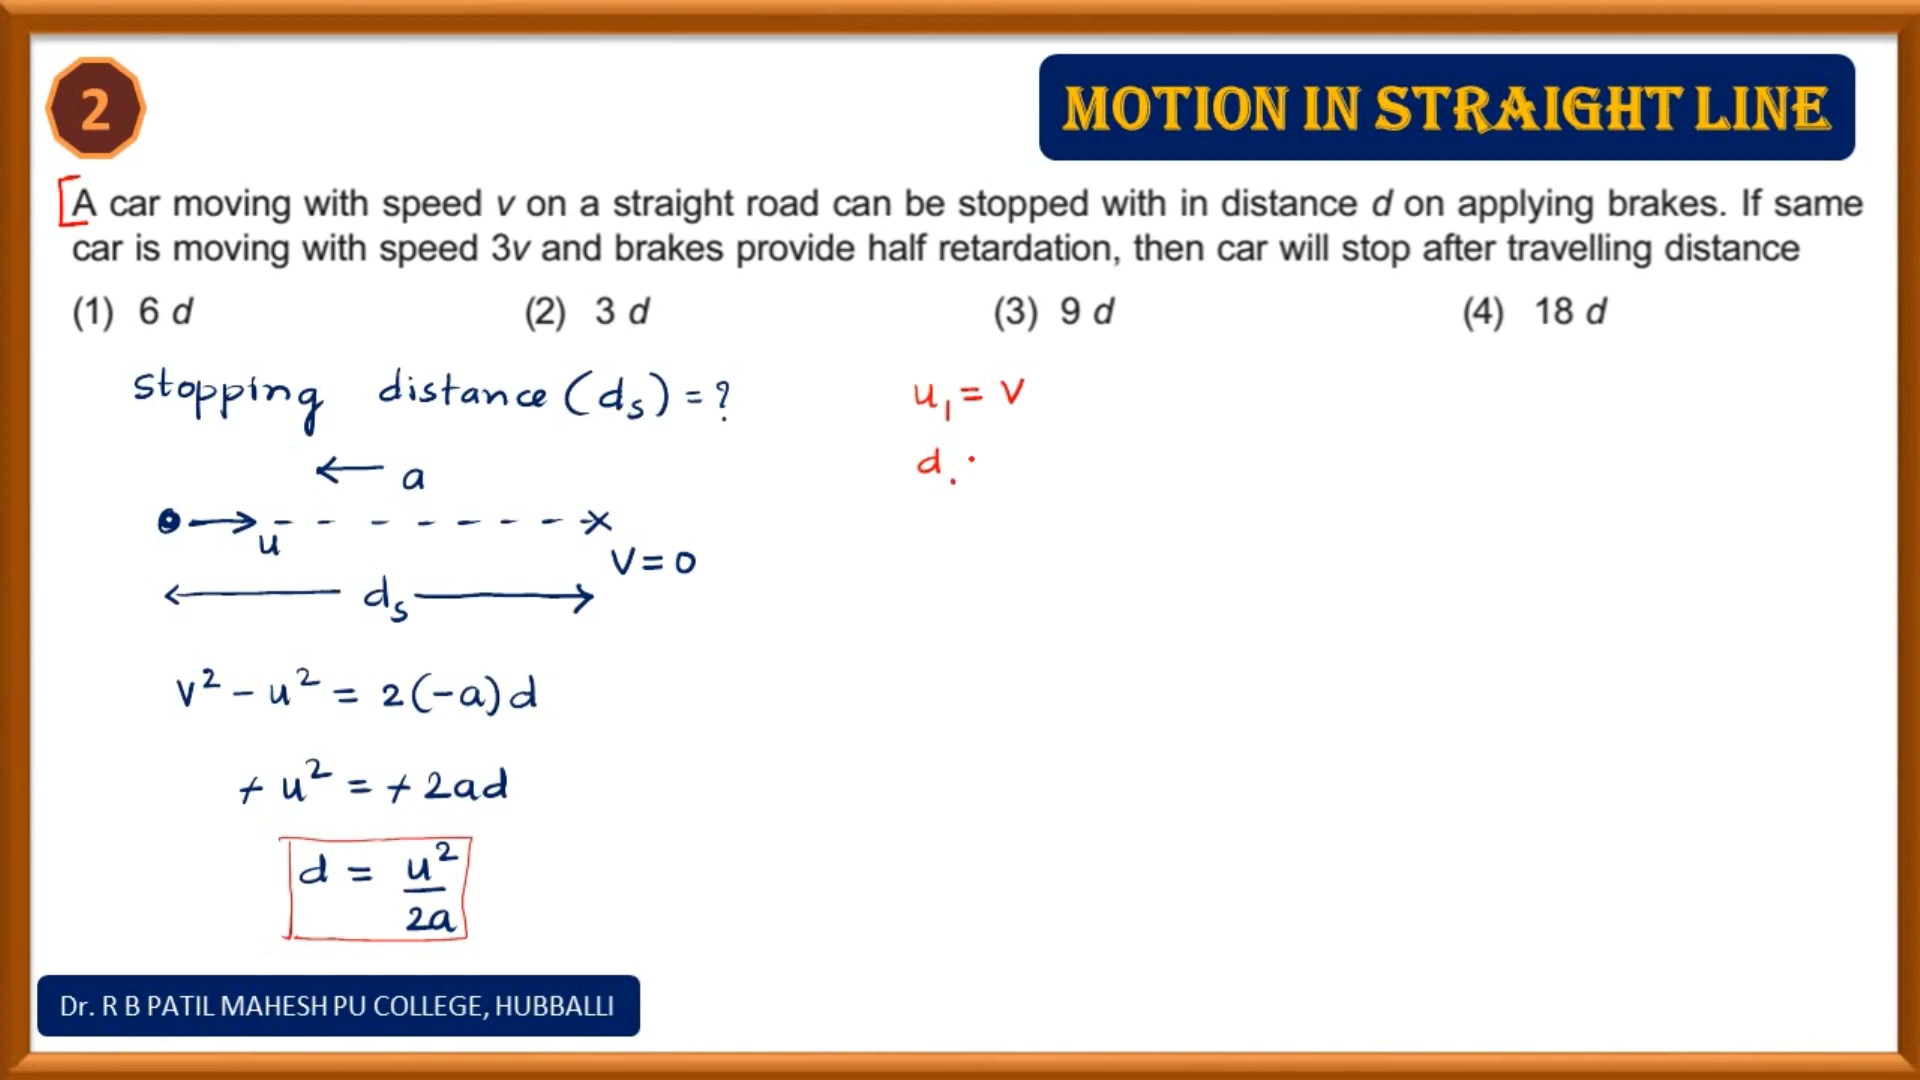 2
MOTION IN STRAIGHT LINE
A car moving with speed v on a straight road can be stopped with in distance d on applying brakes. If same
car is moving with speed 3v and brakes provide half retardation, then car will stop after travelling distance
(1) 6 d (2) 3 d (3) 9 d (4) 18 d
Stopping distance (dₛ) = ?
u₁ = v
d
a
u
V = 0
dₛ
v² - u² = 2(-a)d
+ u² = + 2ad
d = u²/2a
Dr. R B PATIL MAHESH PU COLLEGE, HUBBALLI